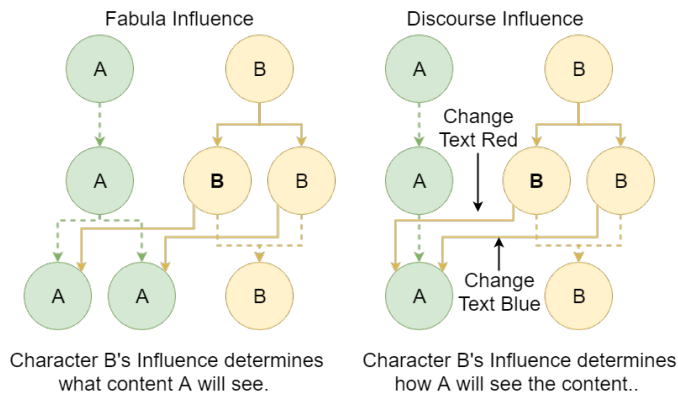 Fabula Influence
A
B
A
B
B
A
A
B
Character B's Influence determines
what content A will see.
Discourse Influence
A
B
Change
Text Red
A
B
B
A
Change
Text Blue
B
Character B's Influence determines
how A will see the content..